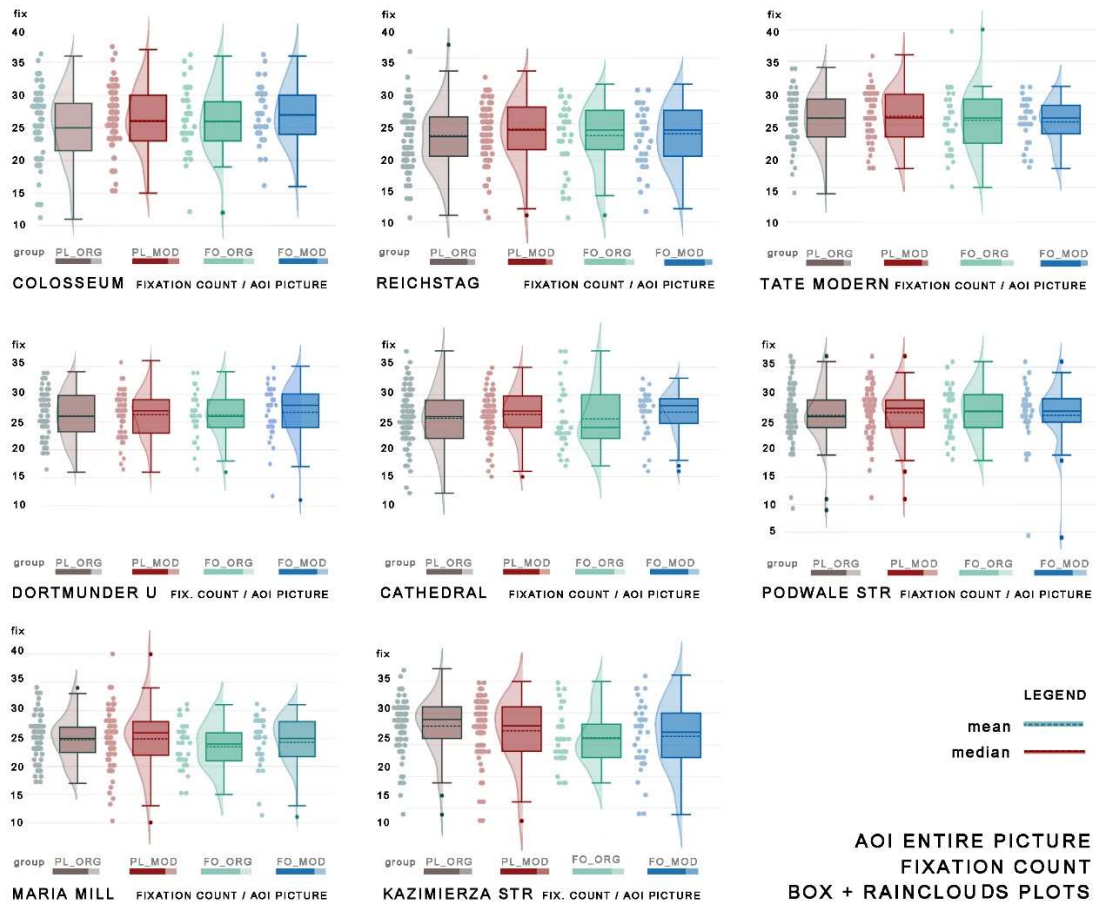 fix
40
35
30
25
20
15
10
group PL_ORG PL_MOD FO_ORG FO_MOD
COLOSSEUM FIXATION COUNT / AOI PICTURE
fix
40
35
30
25
20
15
10
group PL_ORG PL_MOD FO_ORG FO_MOD
REICHSTAG FIXATION COUNT / AOI PICTURE
fix
40
35
30
25
20
15
10
group PL_ORG PL_MOD FO_ORG FO_MOD
TATE MODERN FIXATION COUNT / AOI PICTURE
fix
35
30
25
20
15
10
group PL_ORG PL_MOD FO_ORG FO_MOD
DORTMUNDER U FIX. COUNT / AOI PICTURE
fix
35
30
25
20
15
10
group PL_ORG PL_MOD FO_ORG FO_MOD
CATHEDRAL FIXATION COUNT / AOI PICTURE
fix
35
30
25
20
15
10
5
group PL_ORG PL_MOD FO_ORG FO_MOD
PODWALE STR FIAXTION COUNT / AOI PICTURE
fix
40
35
30
25
20
15
10
group PL_ORG PL_MOD FO_ORG FO_MOD
MARIA MILL FIXATION COUNT / AOI PICTURE
fix
35
30
25
20
15
10
group PL_ORG PL_MOD FO_ORG FO_MOD
KAZIMIERZA STR FIX. COUNT / AOI PICTURE
LEGEND
mean
median
AOI ENTIRE PICTURE
FIXATION COUNT
BOX + RAINCLOUDS PLOTS